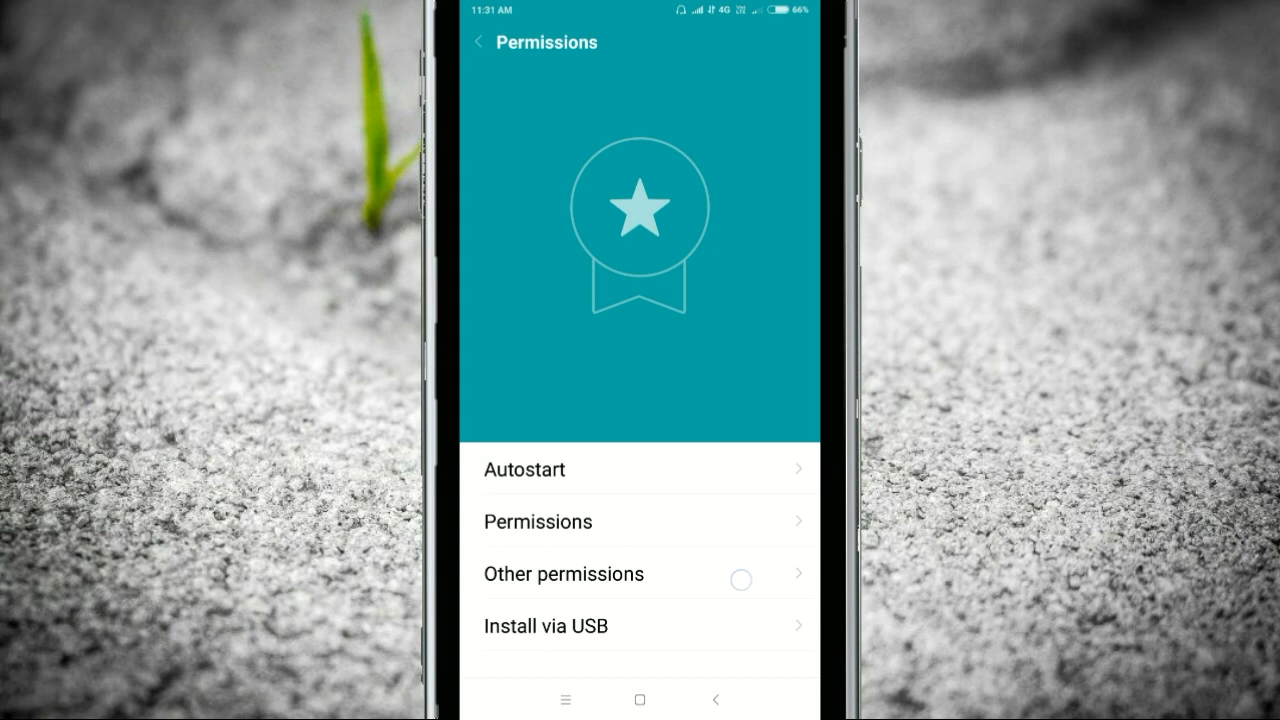 11:31 AM 4G 66%
Permissions
Autostart
Permissions
Other permissions
Install via USB